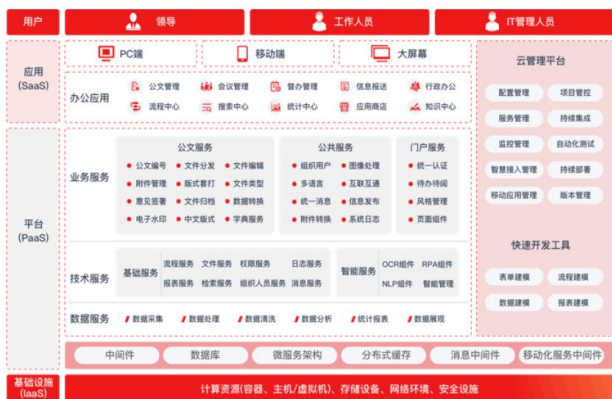 用户
领导
工作人员
IT管理人员
应用
(SaaS)
PC端
移动端
大屏幕
办公应用
公文管理 会议管理 督办管理 信息报送 行政办公
流程中心 搜索中心 统计中心 应用商店 知识中心
平台
(PaaS)
业务服务
公文服务
公文编号 文件分发 文件编辑
附件管理 版式套打 文件类型
意见签署 文件归档 数据转换
电子水印 中文版式 字典服务
公共服务
组织用户 图像处理
多语言 互联互通
统一消息 信息发布
附件转换 系统日志
门户服务
统一认证
待办待阅
风格管理
页面组件
技术服务
基础服务
流程服务 文件服务 权限服务 日志服务
报表服务 检索服务 组织人员服务 消息服务
智能服务
OCR组件 RPA组件
NLP组件 智能管理
数据服务
数据采集 数据处理 数据清洗 数据分析 统计报表 数据展现
云管理平台
配置管理 项目管控
服务管理 持续集成
监控管理 自动化测试
智慧接入管理 持续部署
移动应用管理 版本管理
快速开发工具
表单建模 流程建模
数据建模 报表建模
中间件 数据库 微服务架构 分布式缓存 消息中间件 移动化服务中间件
基础设施
(IaaS)
计算资源(容器、主机/虚拟机)、存储设备、网络环境、安全设施